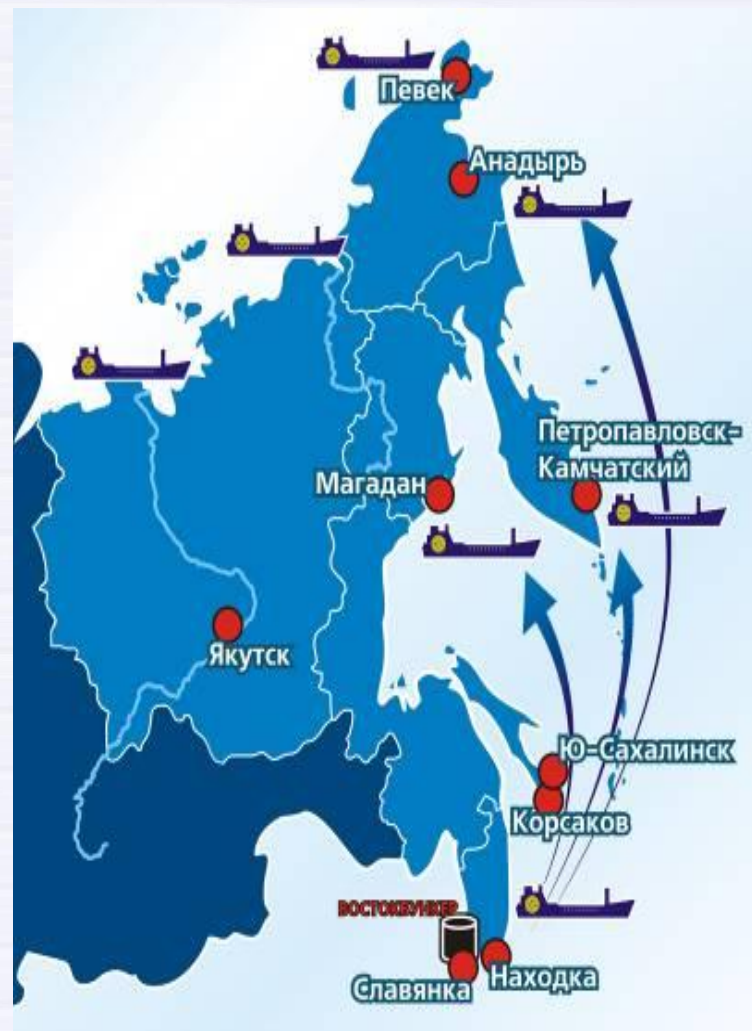 Певек
Анадырь
Петропавловск-
Камчатский
Магадан
Якутск
Ю-Сахалинск
Корсаков
ВОСТОКБУНКЕР
Находка
Славянка